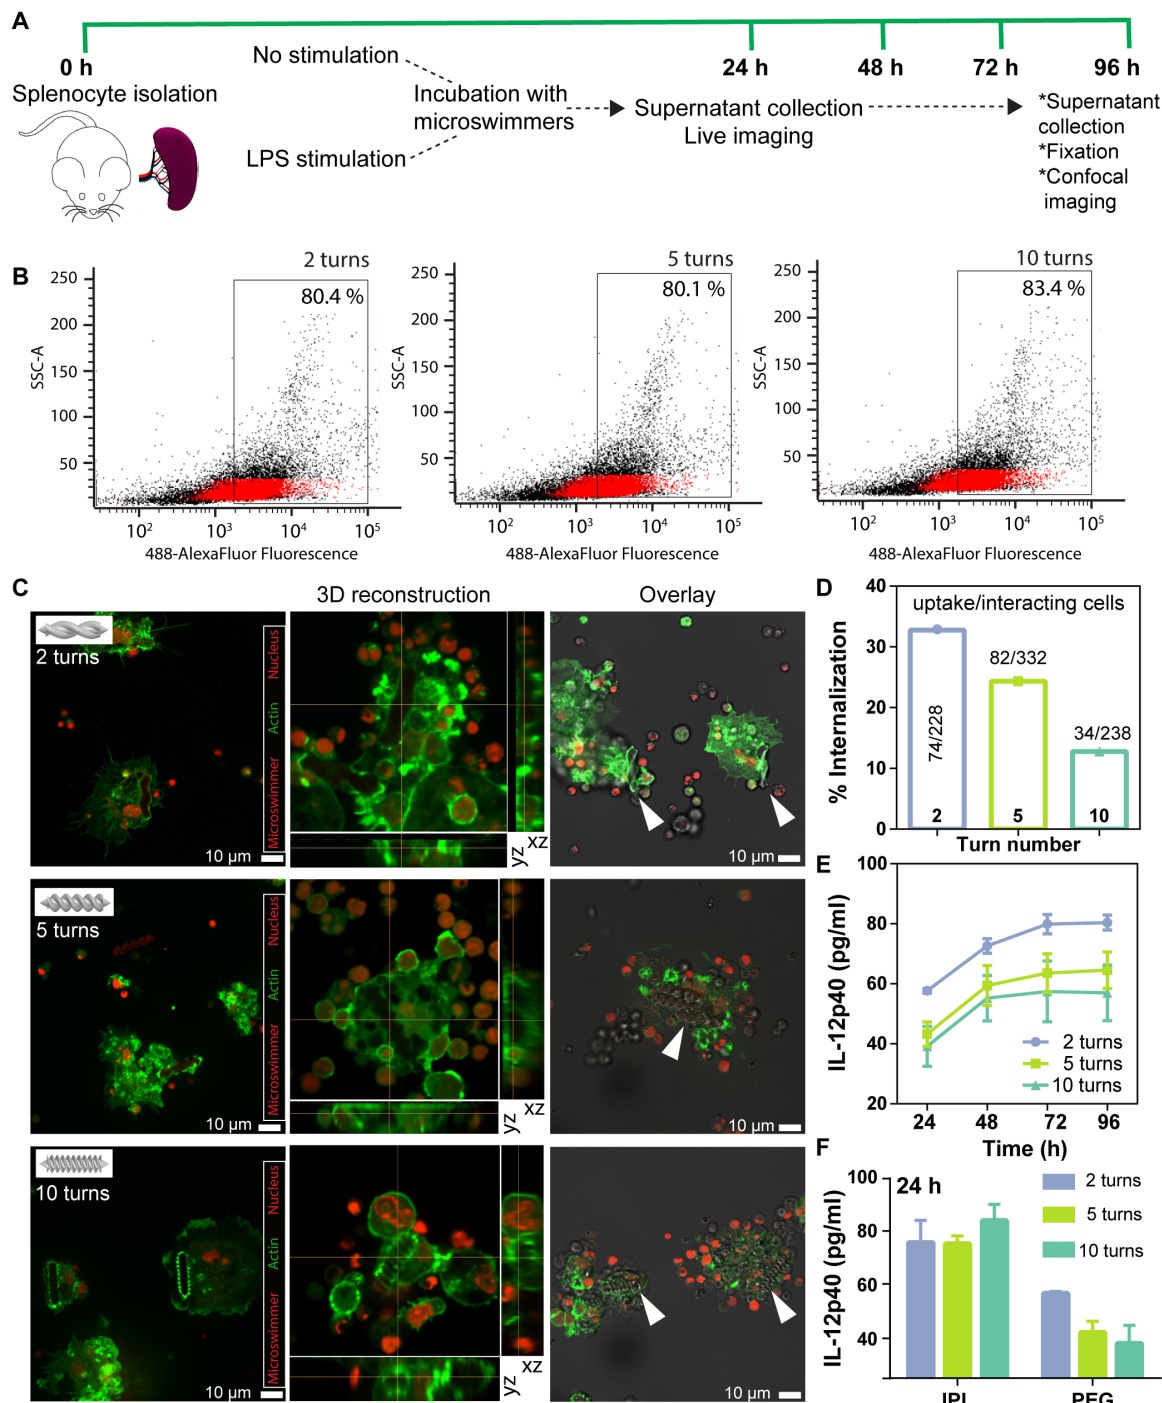 A
0 h
24 h
48 h
72 h
96 h
Splenocyte isolation
No stimulation
LPS stimulation
Incubation with
microswimmers
Supernatant collection
Live imaging
*Supernatant
collection
*Fixation
*Confocal
imaging
B
2 turns
80.4 %
SSC-A
250
200
150
100
50
10² 10³ 10⁴ 10⁵
488-AlexaFluor Fluorescence
5 turns
80.1 %
SSC-A
250
200
150
100
50
10² 10³ 10⁴ 10⁵
488-AlexaFluor Fluorescence
10 turns
83.4 %
SSC-A
250
200
150
100
50
10² 10³ 10⁴ 10⁵
488-AlexaFluor Fluorescence
C
3D reconstruction
Overlay
2 turns
Microswimmer Actin Nucleus
10 µm
yz
xz
10 µm
5 turns
Microswimmer Actin Nucleus
10 µm
yz
xz
10 µm
10 turns
Microswimmer Actin Nucleus
10 µm
yz
xz
10 µm
D
% Internalization
40
30
20
10
0
uptake/interacting cells
74/228
82/332
34/238
2 5 10
Turn number
E
IL-12p40 (pg/ml)
100
80
60
40
20
2 turns
5 turns
10 turns
24 48 72 96
Time (h)
F
IL-12p40 (pg/ml)
100
80
60
40
24 h
2 turns
5 turns
10 turns
IPL PEG